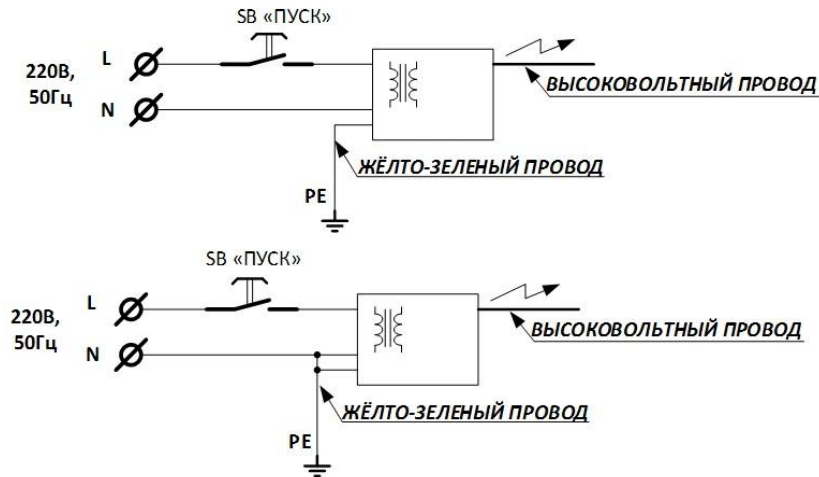 SB «ПУСК»
L
220В,
50Гц
N
ВЫСОКОВОЛЬТНЫЙ ПРОВОД
ЖЁЛТО-ЗЕЛЕНЫЙ ПРОВОД
PE
SB «ПУСК»
L
220В,
50Гц
N
ВЫСОКОВОЛЬТНЫЙ ПРОВОД
ЖЁЛТО-ЗЕЛЕНЫЙ ПРОВОД
PE